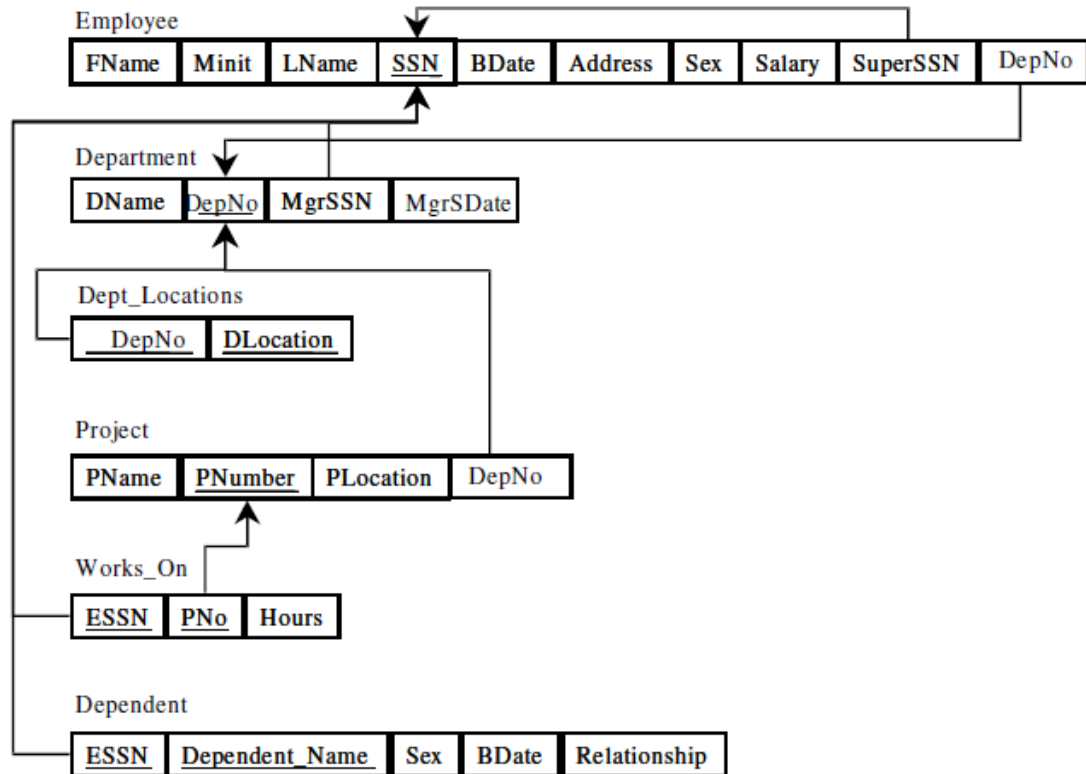 Employee
FName Minit LName SSN BDate Address Sex Salary SuperSSN DepNo
Department
DName DepNo MgrSSN MgrSDate
Dept_Locations
DepNo DLocation
Project
PName PNumber PLocation DepNo
Works_On
ESSN PNo Hours
Dependent
ESSN Dependent_Name Sex BDate Relationship